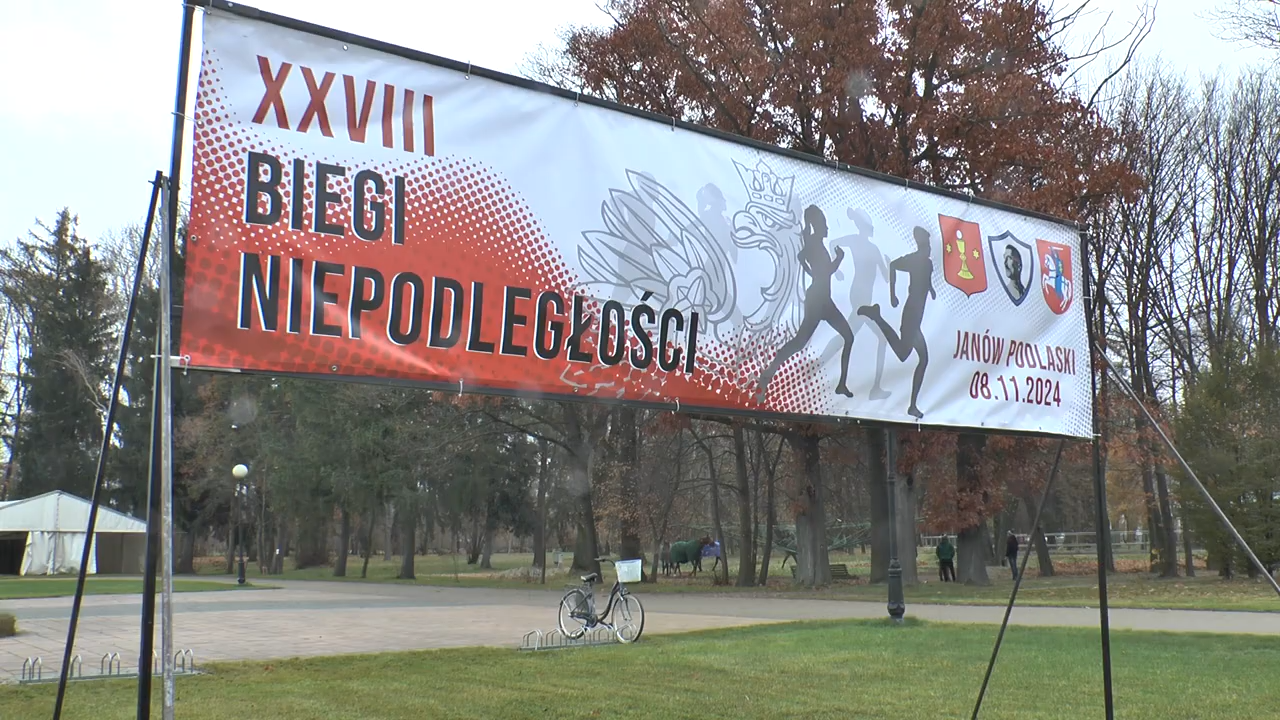 XXVIII
BIEGI
NIEPODLEGŁOŚCI
JANÓW PODLASKI
08.11.2024